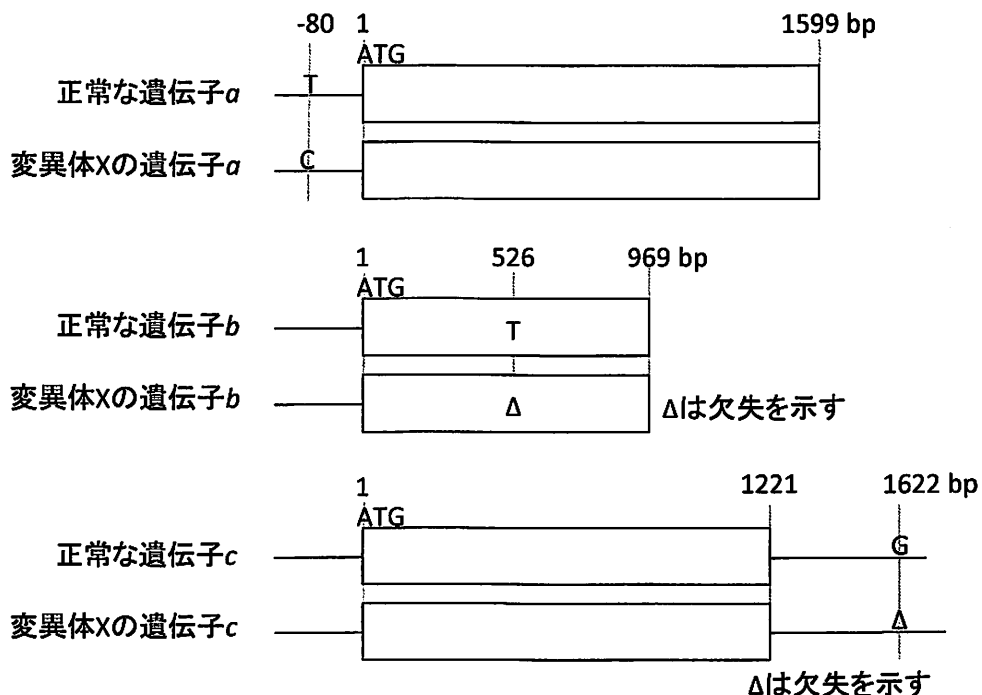 -80 1 1599 bp
ATG
正常な遺伝子a T
変異体Xの遺伝子a C
1 526 969 bp
ATG
正常な遺伝子b T
変異体Xの遺伝子b Δ Δは欠失を示す
1 1221 1622 bp
ATG
正常な遺伝子c G
変異体Xの遺伝子c Δ
Δは欠失を示す